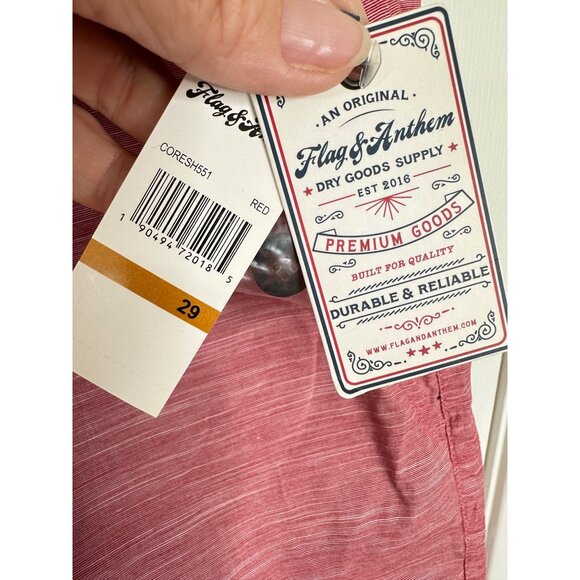 Flag & Anthem
CORESH551
RED
1 90494 72018 5
29
· AN ORIGINAL ·
Flag & Anthem
DRY GOODS SUPPLY
EST 2016
PREMIUM GOODS
BUILT FOR QUALITY
DURABLE & RELIABLE
WWW.FLAGANDANTHEM.COM